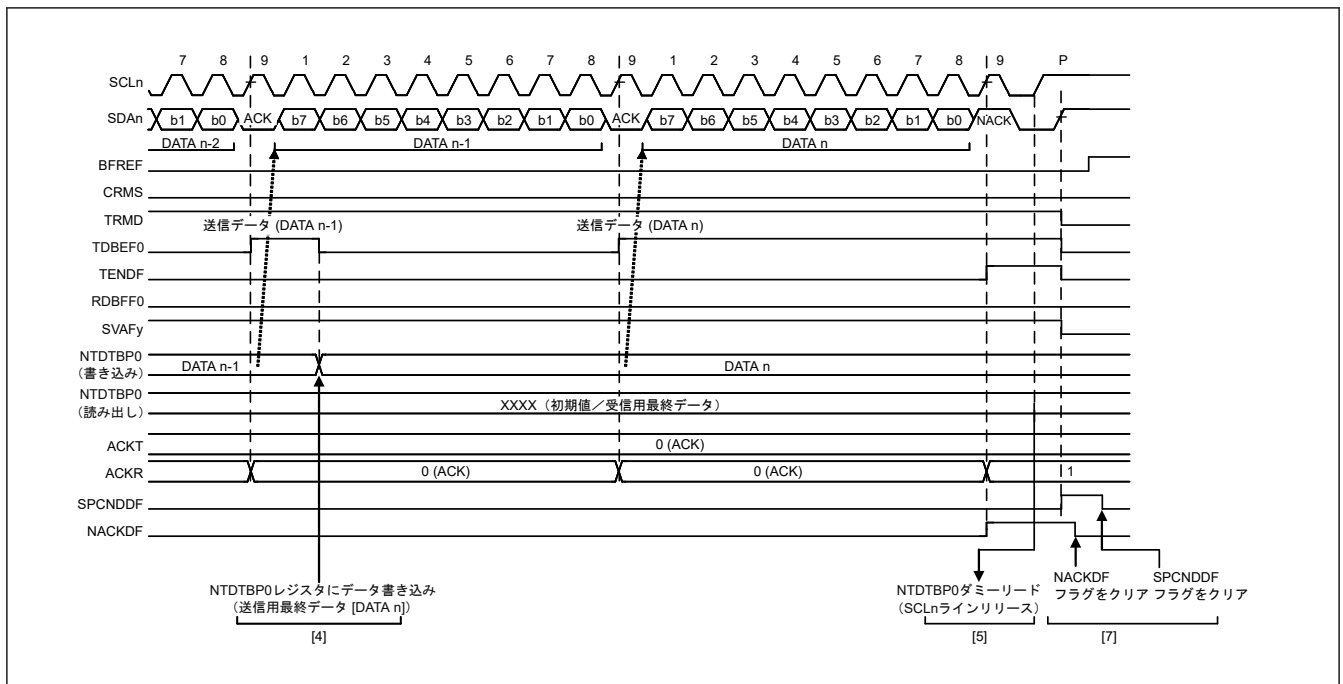 7 8 9 1 2 3 4 5 6 7 8 9 1 2 3 4 5 6 7 8 9 P
SCLn
SDAn b1 b0 ACK b7 b6 b5 b4 b3 b2 b1 b0 ACK b7 b6 b5 b4 b3 b2 b1 b0 NACK
DATA n-2 DATA n-1 DATA n
BFREF
CRMS
TRMD
送信データ (DATA n-1) 送信データ (DATA n)
TDBEF0
TENDF
RDBFF0
SVAFy
NTDTBP0
(書き込み)
DATA n-1 DATA n
NTDTBP0
(読み出し)
XXXX(初期値/受信用最終データ)
ACKT 0 (ACK)
ACKR 0 (ACK) 0 (ACK) 1
SPCNDDF
NACKDF
NTDTBP0レジスタにデータ書き込み
(送信用最終データ [DATA n])
[4]
NTDTBP0ダミーリード
(SCLnラインリリース)
[5]
NACKDF
フラグをクリア
SPCNDDF
フラグをクリア
[7]